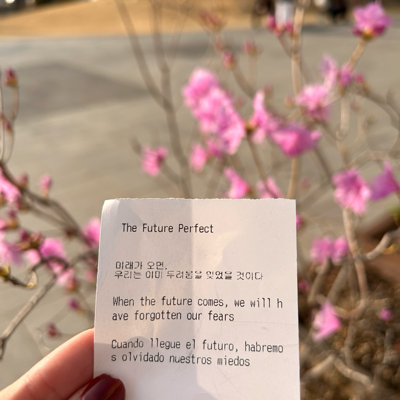 The Future Perfect
미래가 오면,
우리는 이미 두려움을 잊었을 것이다
When the future comes, we will h
ave forgotten our fears
Cuando llegue el futuro, habremo
s olvidado nuestros miedos